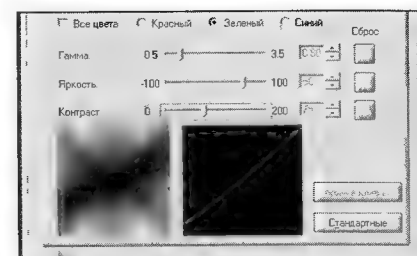 Все цвета Красный Зеленый Синий
Сброс
Гамма 0.5 3.5
Яркость -100 100
Контраст 0 200
Стандартные